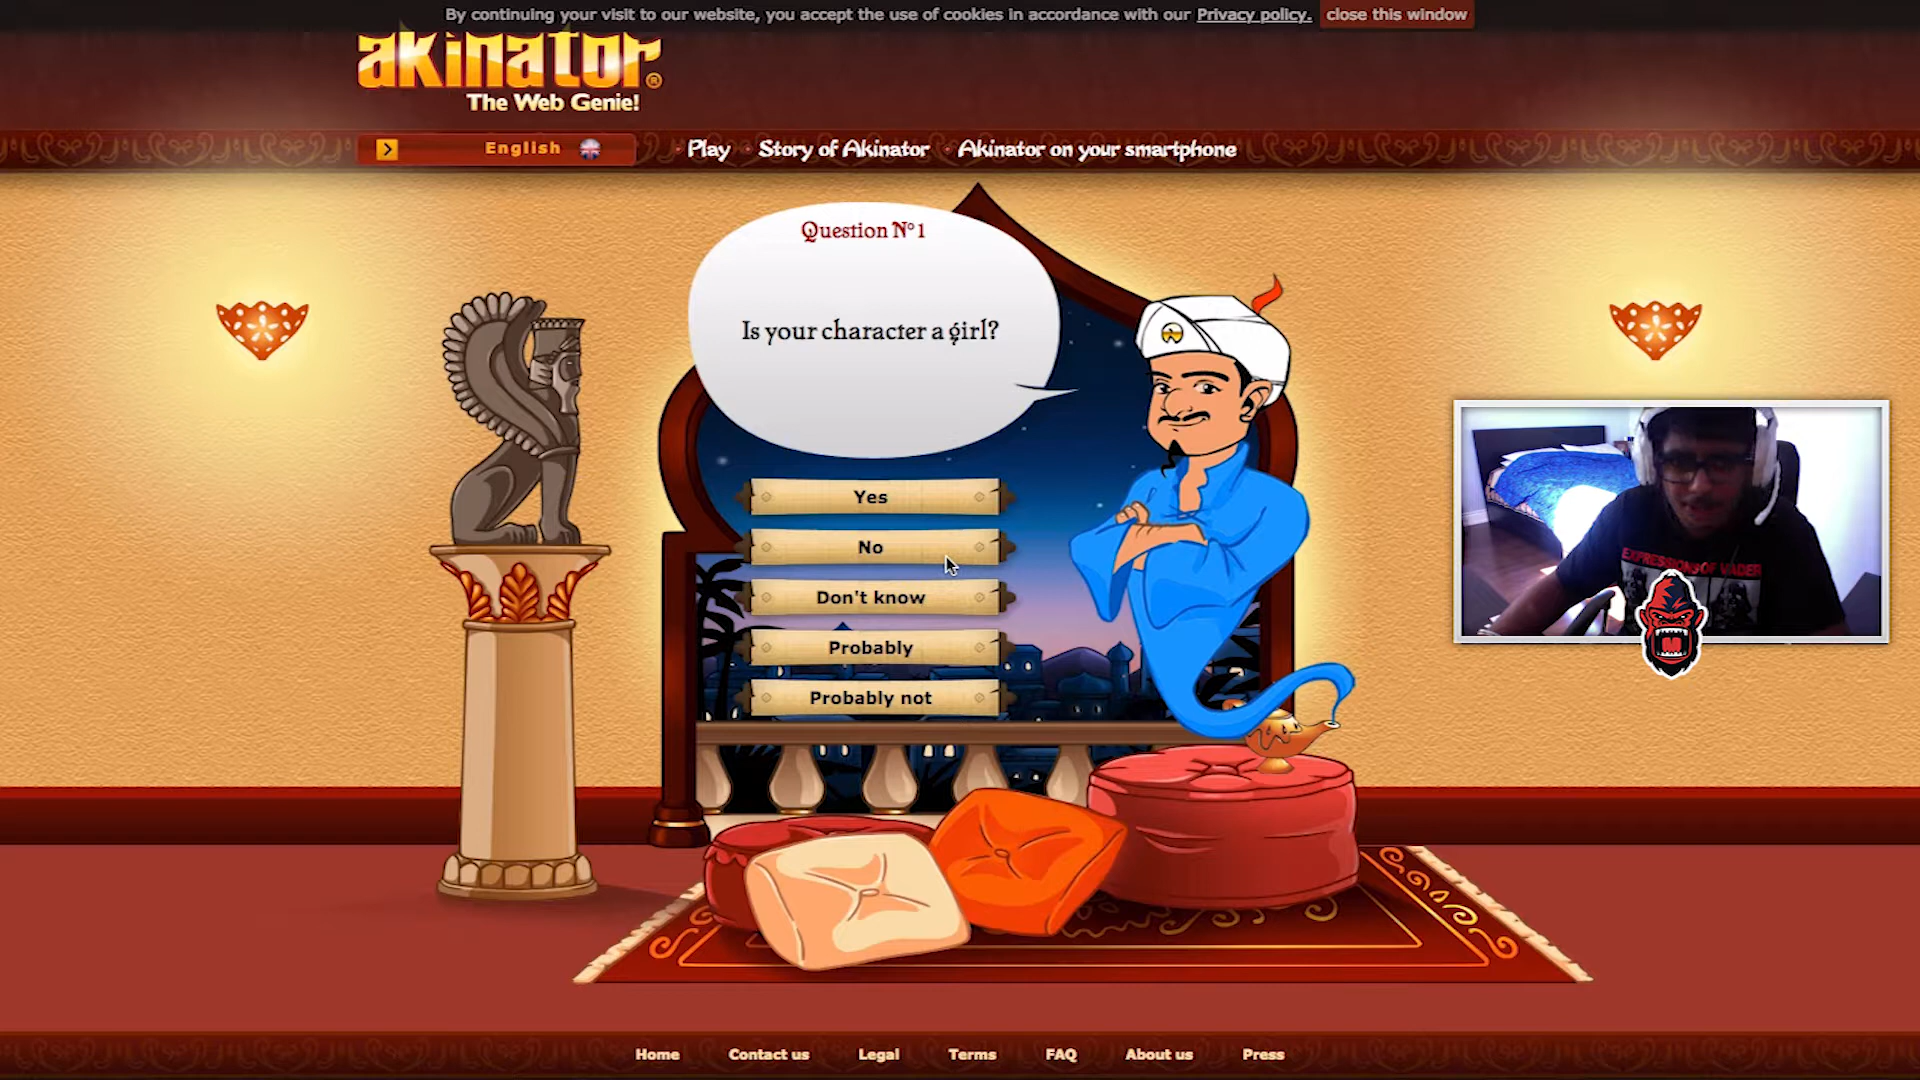 By continuing your visit to our website, you accept the use of cookies in accordance with our Privacy policy. close this window
akinator®
The Web Genie!
English
Play
Story of Akinator
Akinator on your smartphone
Question N°1
Is your character a girl?
Yes
No
Don't know
Probably
Probably not
EXPRESSIONS OF VADER
Home
Contact us
Legal
Terms
FAQ
About us
Press